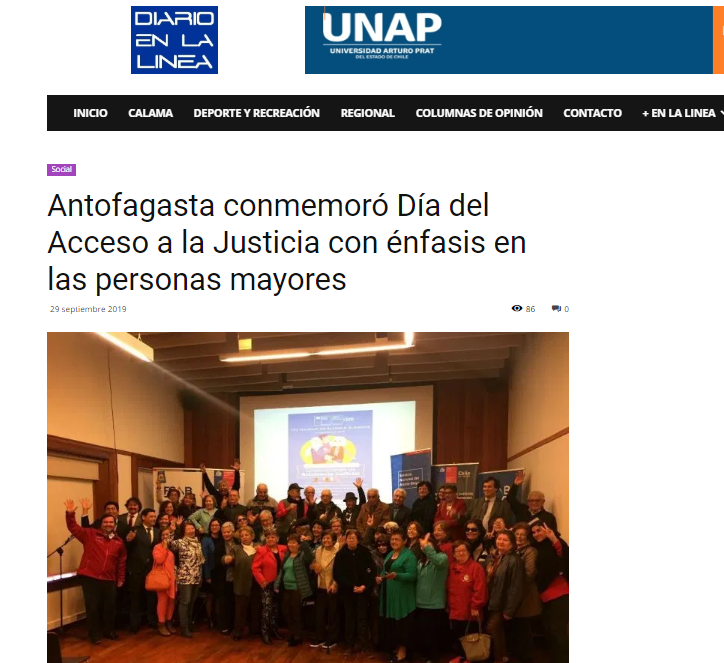 DIARIO
EN LA
LINEA
UNAP
UNIVERSIDAD ARTURO PRAT
DEL ESTADO DE CHILE
INICIO CALAMA DEPORTE Y RECREACIÓN REGIONAL COLUMNAS DE OPINIÓN CONTACTO + EN LA LINEA
Social
Antofagasta conmemoró Día del
Acceso a la Justicia con énfasis en
las personas mayores
29 septiembre 2019 86 0
Chile